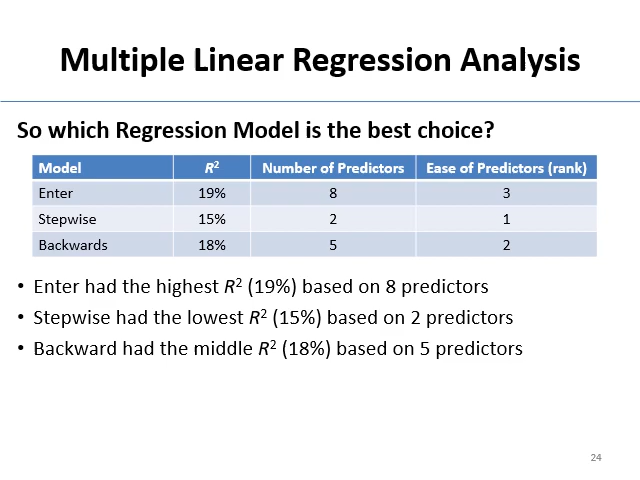 Multiple Linear Regression Analysis
So which Regression Model is the best choice?
Model R² Number of Predictors Ease of Predictors (rank)
Enter 19% 8 3
Stepwise 15% 2 1
Backwards 18% 5 2
• Enter had the highest R² (19%) based on 8 predictors
• Stepwise had the lowest R² (15%) based on 2 predictors
• Backward had the middle R² (18%) based on 5 predictors
24